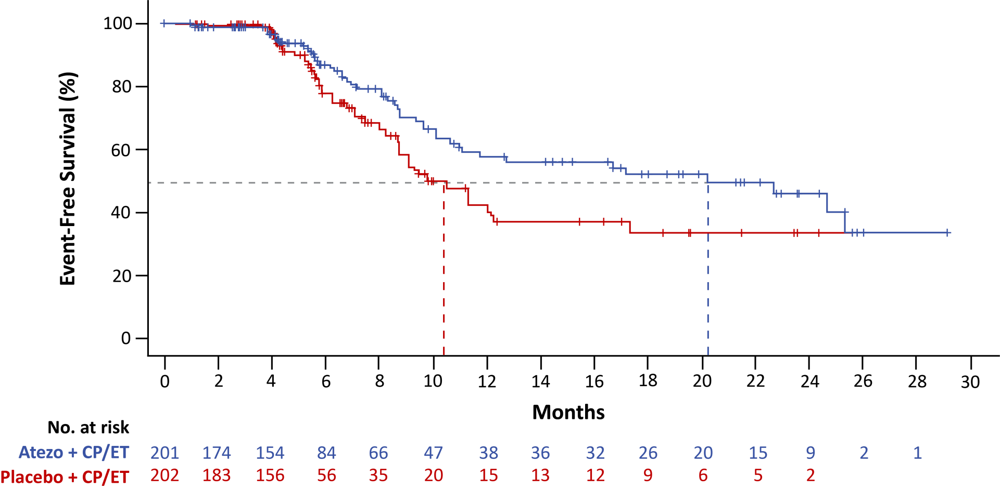 Event-Free Survival (%)
100
80
60
40
20
0
0 2 4 6 8 10 12 14 16 18 20 22 24 26 28 30
Months
No. at risk
Atezo + CP/ET 201 174 154 84 66 47 38 36 32 26 20 15 9 2 1
Placebo + CP/ET 202 183 156 56 35 20 15 13 12 9 6 5 2